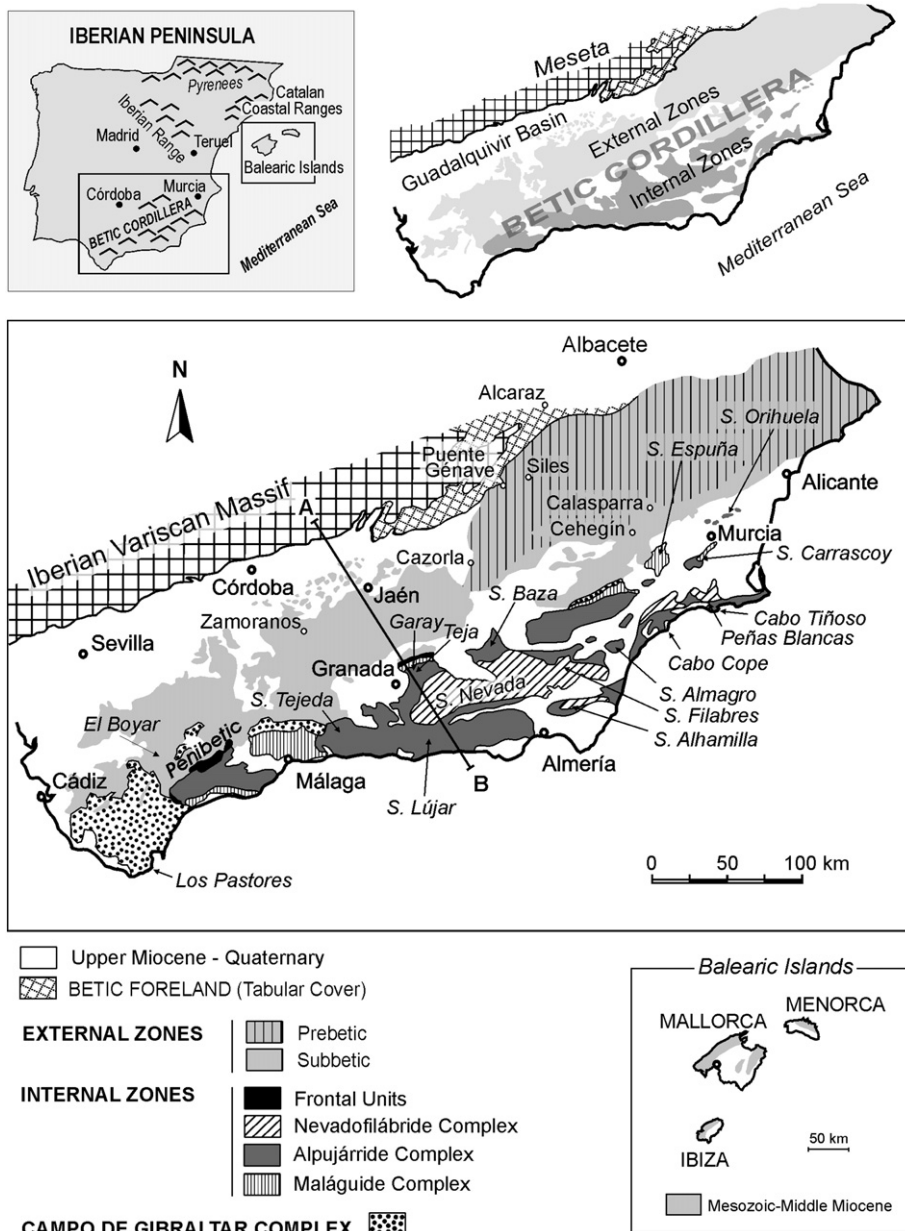 IBERIAN PENINSULA
Pyrenees
Catalan
Coastal Ranges
Iberian Range
Madrid
Teruel
Balearic Islands
Córdoba
Murcia
BETIC CORDILLERA
Mediterranean Sea
Meseta
Guadalquivir Basin
External Zones
BETIC CORDILLERA
Internal Zones
Mediterranean Sea
N
Albacete
Alcaraz
S. Orihuela
Puente
Génave
Siles
S. Espuña
Alicante
Iberian Variscan Massif
A
Calasparra
Cehegín
Murcia
Cazorla
S. Carrascoy
Córdoba
Jaén
S. Baza
Zamoranos
Garay
Teja
Cabo Tiñoso
Peñas Blancas
Sevilla
Granada
Cabo Cope
S. Nevada
S. Tejeda
S. Almagro
S. Filabres
El Boyar
Penibetic
S. Alhamilla
Cádiz
Málaga
Almería
B
S. Lújar
0 50 100 km
Los Pastores
Upper Miocene - Quaternary
BETIC FORELAND (Tabular Cover)
EXTERNAL ZONES
Prebetic
Subbetic
INTERNAL ZONES
Frontal Units
Nevadofilábride Complex
Alpujárride Complex
Maláguide Complex
CAMPO DE GIBRALTAR COMPLEX
Balearic Islands
MENORCA
MALLORCA
IBIZA
50 km
Mesozoic-Middle Miocene